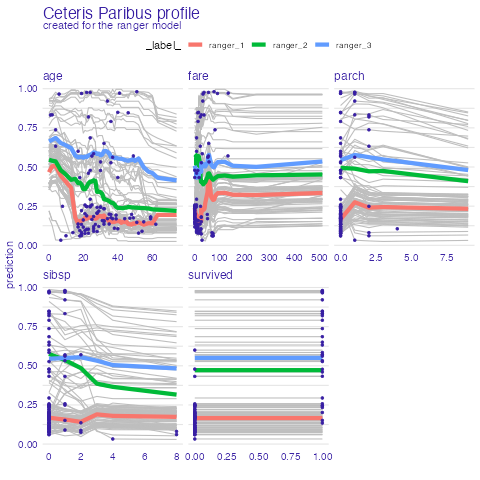 Ceteris Paribus profile
created for the ranger model
_label_ ranger_1 ranger_2 ranger_3
age fare parch
1.00
0.75
0.50
0.25
0.00
0 20 40 60 0 100 200 300 400 500 0.0 2.5 5.0 7.5
prediction
sibsp survived
1.00
0.75
0.50
0.25
0.00
0 2 4 6 8 0.00 0.25 0.50 0.75 1.00